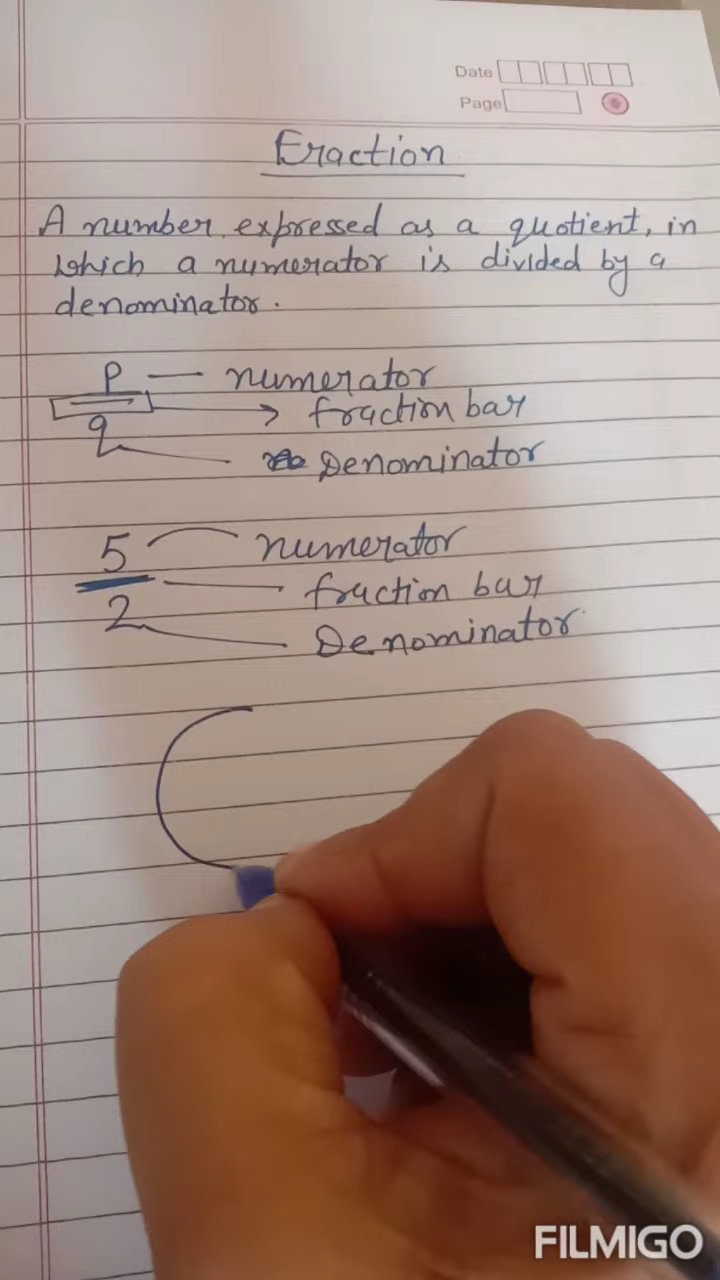 Date
Page
Fraction
A number expressed as a quotient, in
which a numerator is divided by a
denominator.
P — numerator
→ fraction bar
q — Denominator
5 — numerator
— fraction bar
2 — Denominator
FILMIGO